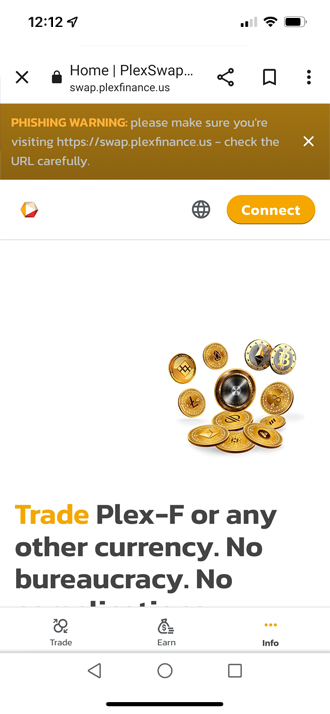 12:12
Home | PlexSwap...
swap.plexfinance.us
PHISHING WARNING: please make sure you're
visiting https://swap.plexfinance.us - check the
URL carefully.
Connect
Trade Plex-F or any
other currency. No
bureaucracy. No
Trade
Earn
Info